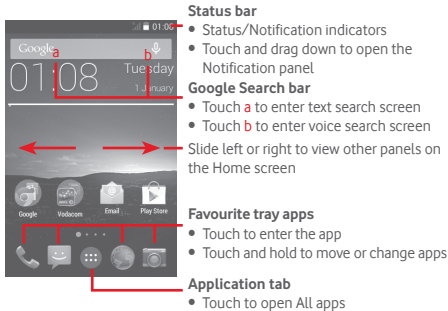 01:08
Google
a
b
01:08
Tuesday
1 January
Google
Vodacom
Email
Play Store
Status bar
• Status/Notification indicators
• Touch and drag down to open the
Notification panel
Google Search bar
• Touch a to enter text search screen
• Touch b to enter voice search screen
Slide left or right to view other panels on
the Home screen
Favourite tray apps
• Touch to enter the app
• Touch and hold to move or change apps
Application tab
• Touch to open All apps